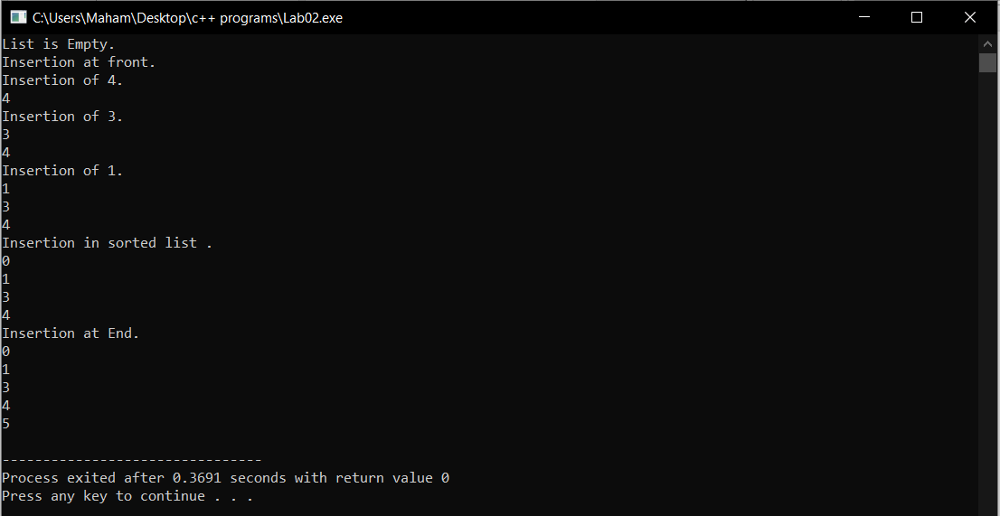 C:\Users\Maham\Desktop\c++ programs\Lab02.exe
List is Empty.
Insertion at front.
Insertion of 4.
4
Insertion of 3.
3
4
Insertion of 1.
1
3
4
Insertion in sorted list .
0
1
3
4
Insertion at End.
0
1
3
4
5
--------------------------------
Process exited after 0.3691 seconds with return value 0
Press any key to continue . . .